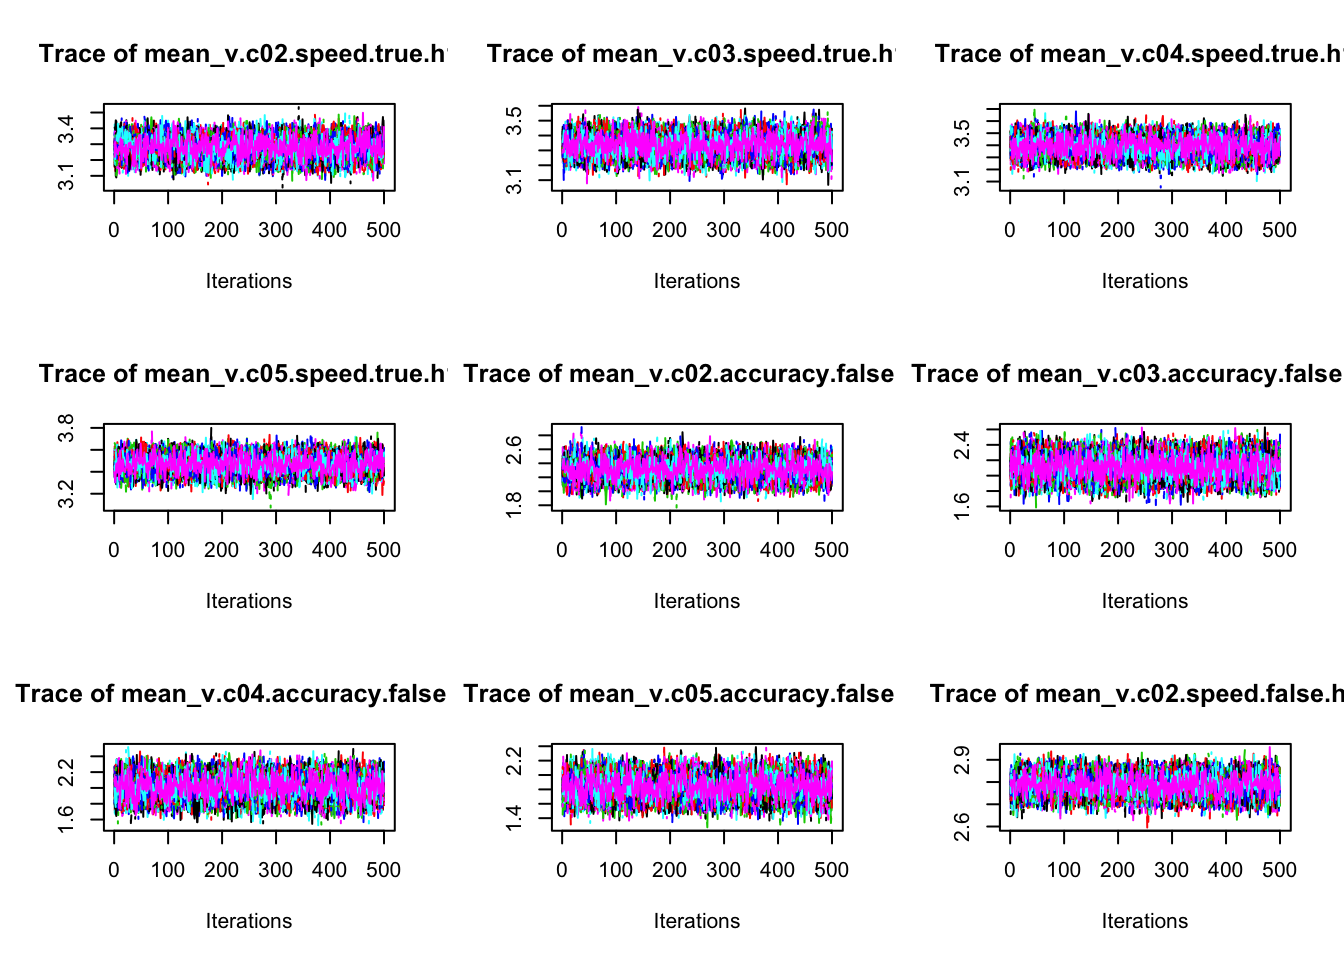 Trace of mean_v.c02.speed.true.h
3.1 3.4
0 100 200 300 400 500
Iterations
Trace of mean_v.c03.speed.true.h
3.1 3.5
0 100 200 300 400 500
Iterations
Trace of mean_v.c04.speed.true.h
3.1 3.5
0 100 200 300 400 500
Iterations
Trace of mean_v.c05.speed.true.h
3.2 3.8
0 100 200 300 400 500
Iterations
Trace of mean_v.c02.accuracy.false
1.8 2.6
0 100 200 300 400 500
Iterations
Trace of mean_v.c03.accuracy.false
1.6 2.4
0 100 200 300 400 500
Iterations
Trace of mean_v.c04.accuracy.false
1.6 2.2
0 100 200 300 400 500
Iterations
Trace of mean_v.c05.accuracy.false
1.4 2.2
0 100 200 300 400 500
Iterations
Trace of mean_v.c02.speed.false.h
2.6 2.9
0 100 200 300 400 500
Iterations